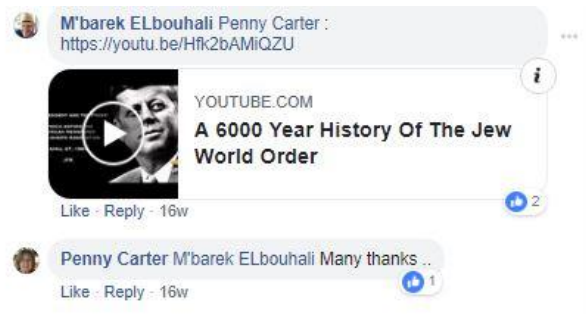 M'barek ELbouhali Penny Carter :
https://youtu.be/Hfk2bAMiQZU
i
YOUTUBE.COM
A 6000 Year History Of The Jew
World Order
2
Like · Reply · 16w
Penny Carter M'barek ELbouhali Many thanks ..
1
Like · Reply · 16w